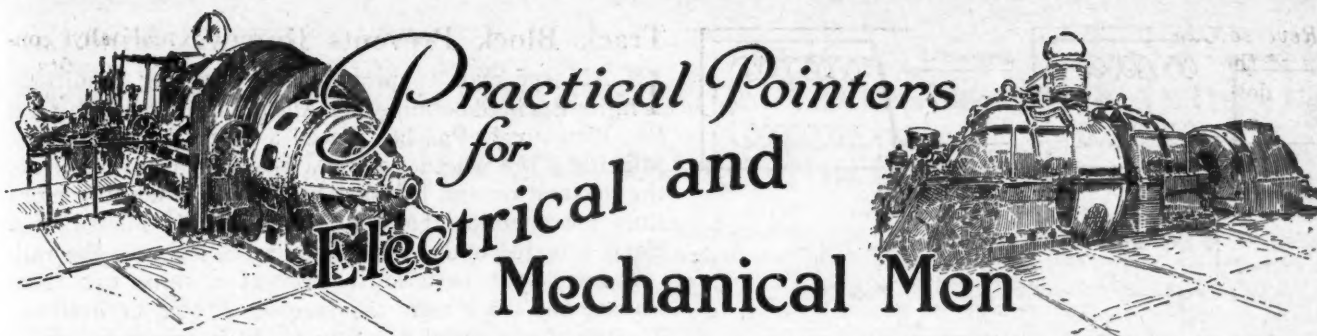 Practical Pointers
for
Electrical and
Mechanical Men